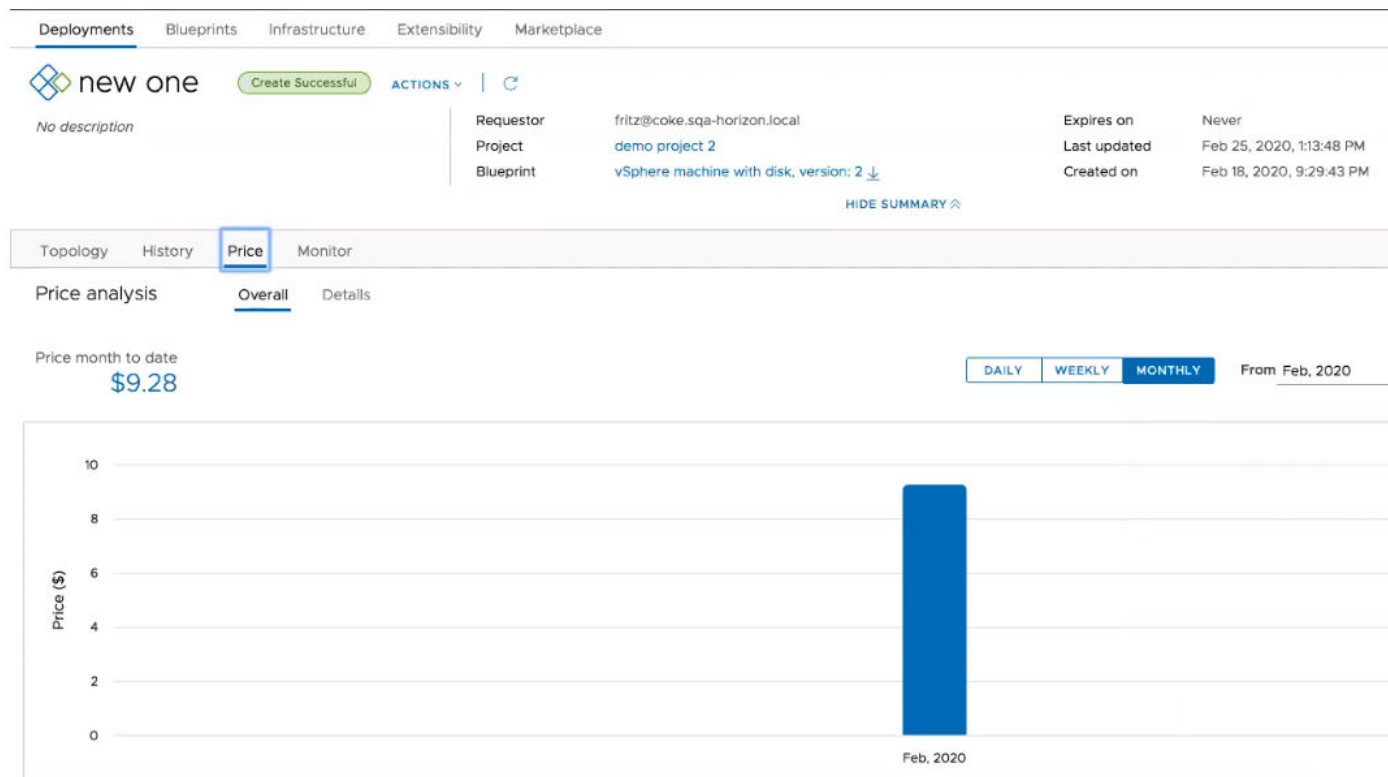 Deployments Blueprints Infrastructure Extensibility Marketplace
new one Create Successful ACTIONS
No description
Requestor fritz@coke.sqa-horizon.local Expires on Never
Project demo project 2 Last updated Feb 25, 2020, 1:13:48 PM
Blueprint vSphere machine with disk, version: 2 Created on Feb 18, 2020, 9:29:43 PM
HIDE SUMMARY
Topology History Price Monitor
Price analysis Overall Details
Price month to date
$9.28
DAILY WEEKLY MONTHLY From Feb, 2020
10
8
6
4
2
0
Price ($)
Feb, 2020